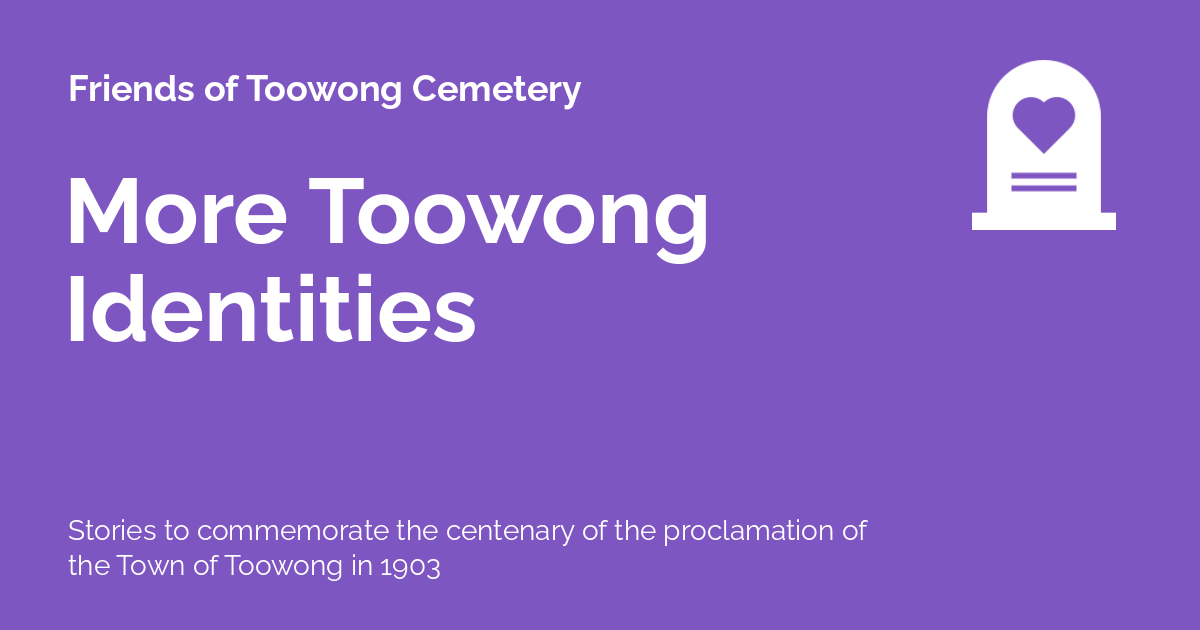 Friends of Toowong Cemetery
More Toowong
Identities
Stories to commemorate the centenary of the proclamation of
the Town of Toowong in 1903